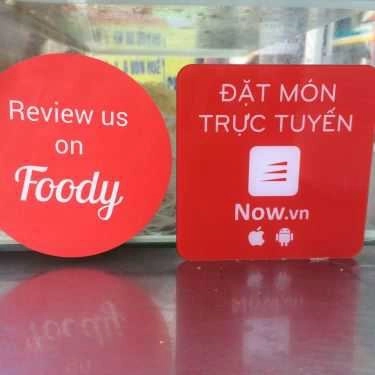 Review us
on
Foody
ĐẶT MÓN
TRỰC TUYẾN
Now.vn